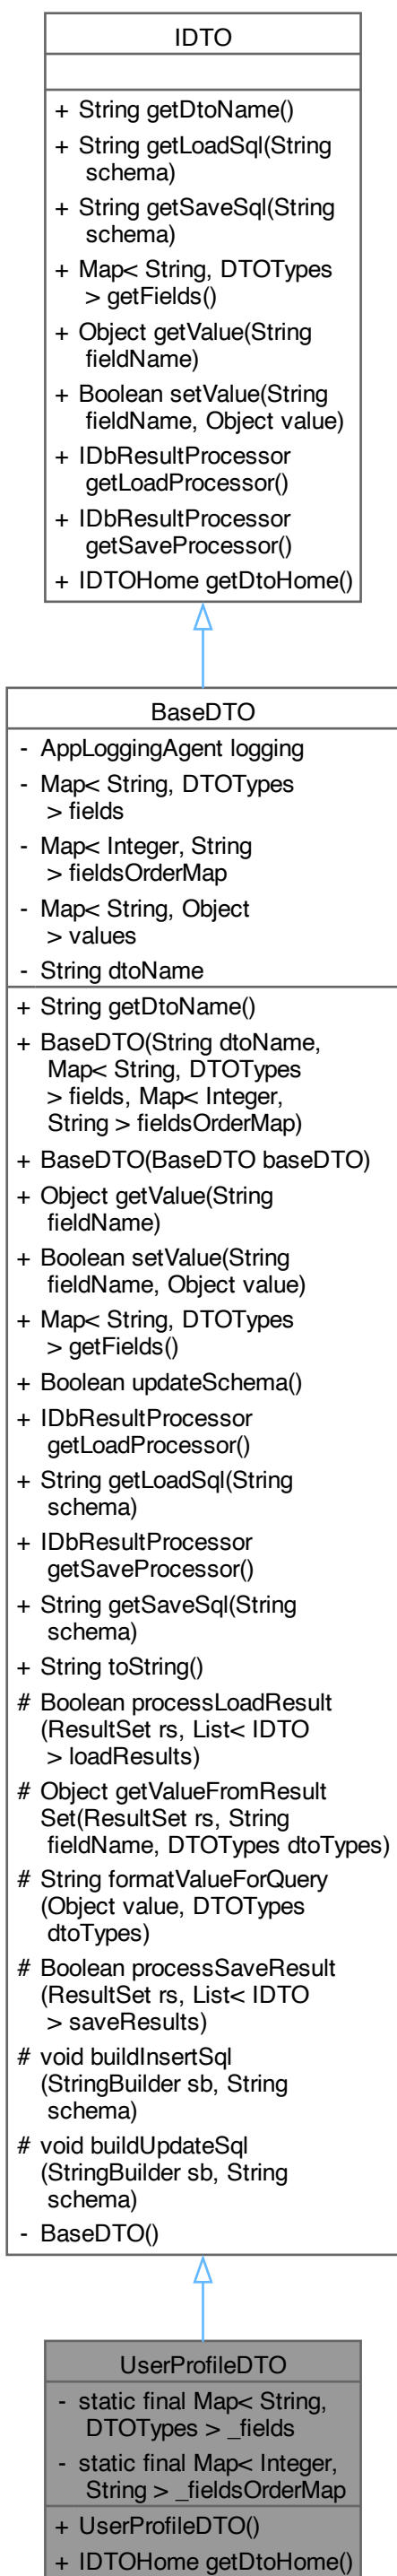 IDTO
+ String getDtoName()
+ String getLoadSql(String
schema)
+ String getSaveSql(String
schema)
+ Map< String, DTOTypes
> getFields()
+ Object getValue(String
fieldName)
+ Boolean setValue(String
fieldName, Object value)
+ IDbResultProcessor
getLoadProcessor()
+ IDbResultProcessor
getSaveProcessor()
+ IDTOHome getDtoHome()
BaseDTO
- AppLoggingAgent logging
- Map< String, DTOTypes
> fields
- Map< Integer, String
> fieldsOrderMap
- Map< String, Object
> values
- String dtoName
+ String getDtoName()
+ BaseDTO(String dtoName,
Map< String, DTOTypes
> fields, Map< Integer,
String > fieldsOrderMap)
+ BaseDTO(BaseDTO baseDTO)
+ Object getValue(String
fieldName)
+ Boolean setValue(String
fieldName, Object value)
+ Map< String, DTOTypes
> getFields()
+ Boolean updateSchema()
+ IDbResultProcessor
getLoadProcessor()
+ String getLoadSql(String
schema)
+ IDbResultProcessor
getSaveProcessor()
+ String getSaveSql(String
schema)
+ String toString()
# Boolean processLoadResult
(ResultSet rs, List< IDTO
> loadResults)
# Object getValueFromResult
Set(ResultSet rs, String
fieldName, DTOTypes dtoTypes)
# String formatValueForQuery
(Object value, DTOTypes
dtoTypes)
# Boolean processSaveResult
(ResultSet rs, List< IDTO
> saveResults)
# void buildInsertSql
(StringBuilder sb, String
schema)
# void buildUpdateSql
(StringBuilder sb, String
schema)
- BaseDTO()
UserProfileDTO
- static final Map< String,
DTOTypes > _fields
- static final Map< Integer,
String > _fieldsOrderMap
+ UserProfileDTO()
+ IDTOHome getDtoHome()